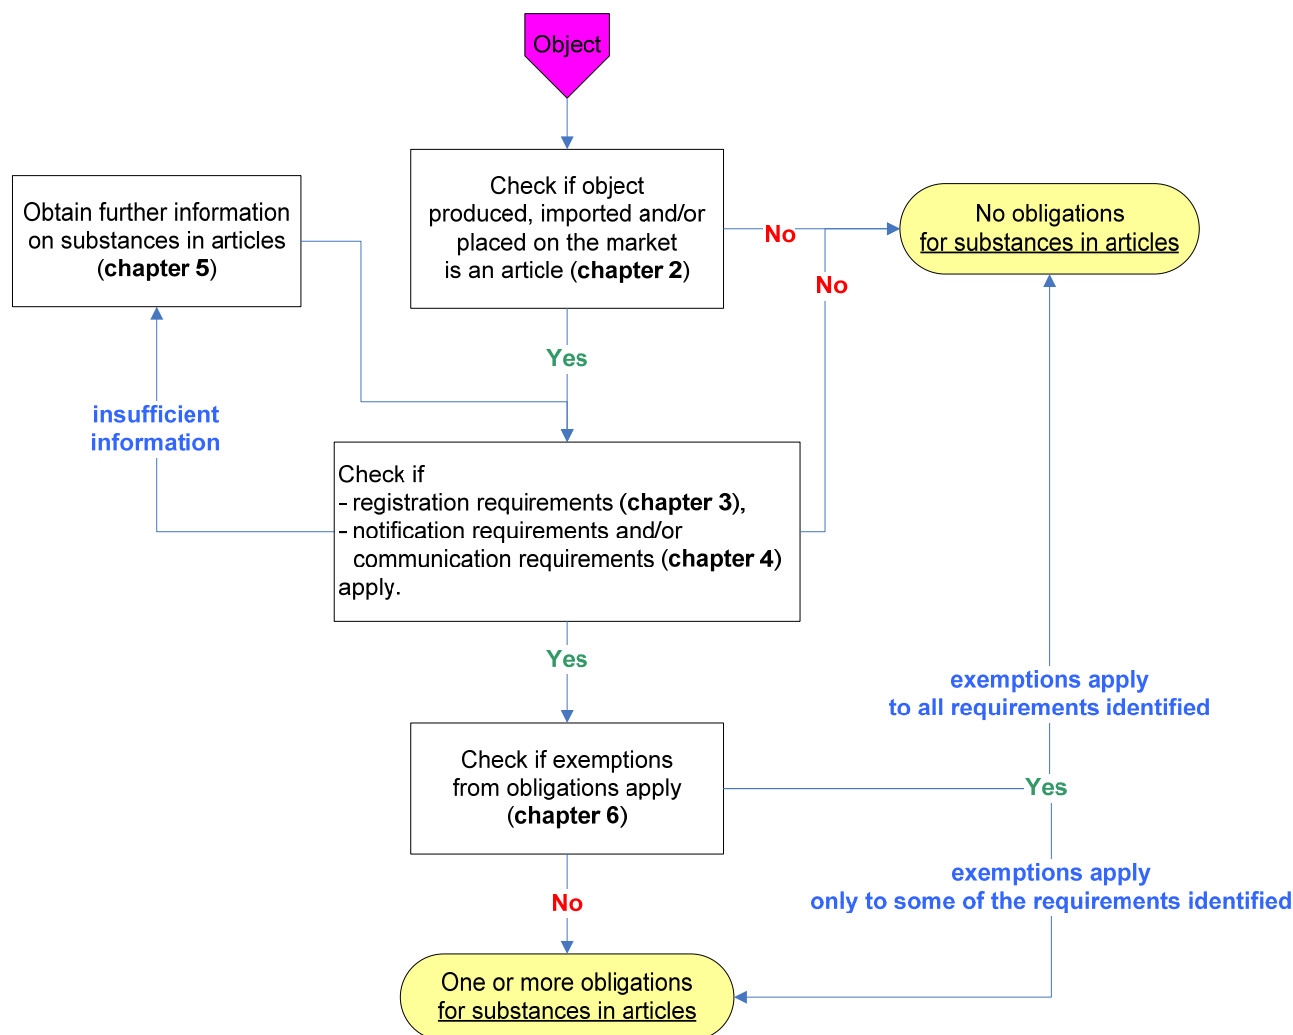 Object
Check if object
produced, imported and/or
placed on the market
is an article (chapter 2)
Obtain further information
on substances in articles
(chapter 5)
No
No obligations
for substances in articles
No
Yes
insufficient
information
Check if
- registration requirements (chapter 3),
- notification requirements and/or
communication requirements (chapter 4)
apply.
Yes
exemptions apply
to all requirements identified
Check if exemptions
from obligations apply
(chapter 6)
Yes
exemptions apply
only to some of the requirements identified
No
One or more obligations
for substances in articles